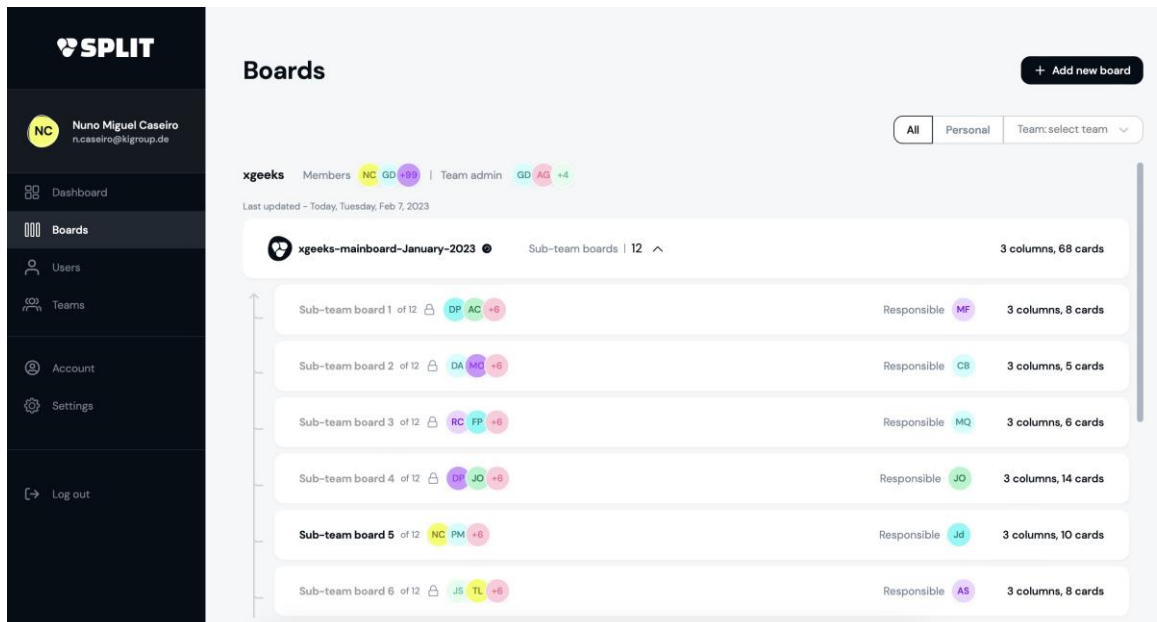 SPLIT
Boards
+ Add new board
NC
Nuno Miguel Caseiro
n.caseiro@kigroup.de
All Personal Team: select team
xgeeks Members NC GD +99 | Team admin GD AG +4
Dashboard
Last updated - Today, Tuesday, Feb 7, 2023
Boards
xgeeks-mainboard-January-2023 Sub-team boards | 12 3 columns, 68 cards
Users
Teams
Sub-team board 1 of 12 DP AC +6 Responsible MF 3 columns, 8 cards
Account
Sub-team board 2 of 12 DA MO +6 Responsible CB 3 columns, 5 cards
Settings
Sub-team board 3 of 12 RC FP +6 Responsible MQ 3 columns, 6 cards
Sub-team board 4 of 12 DP JO +6 Responsible JO 3 columns, 14 cards
Log out
Sub-team board 5 of 12 NC PM +6 Responsible Jd 3 columns, 10 cards
Sub-team board 6 of 12 JS TL +6 Responsible AS 3 columns, 8 cards